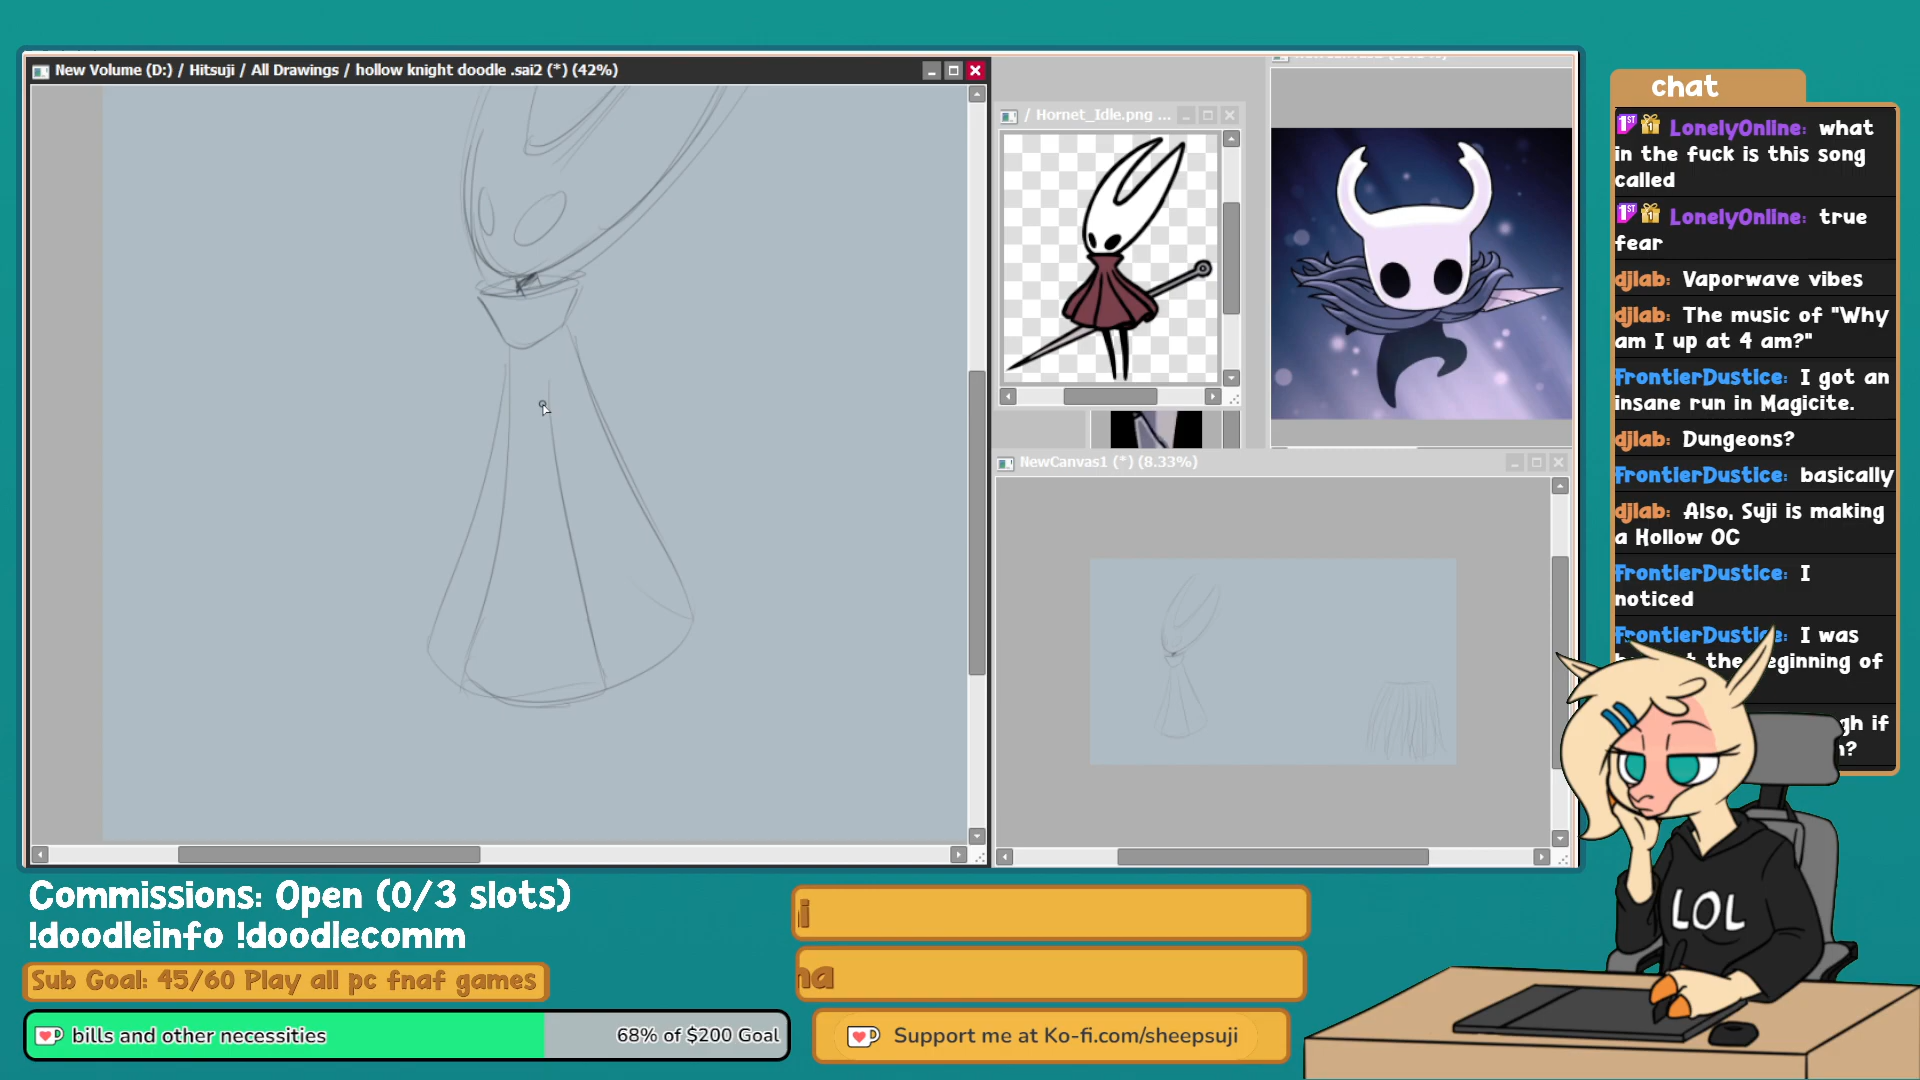 New Volume (D:) / Hitsuji / All Drawings / hollow knight doodle .sai2 (*) (42%)
/ Hornet_Idle.png ...
NewCanvas1 (*) (8.33%)
chat
LonelyOnline: what
in the fuck is this song
called
LonelyOnline: true
fear
djlab: Vaporwave vibes
djlab: The music of "Why
am I up at 4 am?"
FrontierDustice: I got an
insane run in Magicite.
djlab: Dungeons?
FrontierDustice: basically
djlab: Also, Suji is making
a Hollow OC
FrontierDustice: I
noticed
FrontierDustice: I was
the beginning of
if
LOL
Commissions: Open (0/3 slots)
!doodleinfo !doodlecomm
Sub Goal: 45/60 Play all pc fnaf games
bills and other necessities 68% of $200 Goal
Support me at Ko-fi.com/sheepsuji